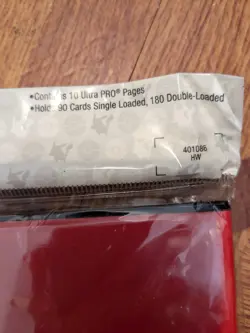 •Contains 10 Ultra PRO® Pages
•Holds 90 Cards Single Loaded, 180 Double-Loaded
401086
HW